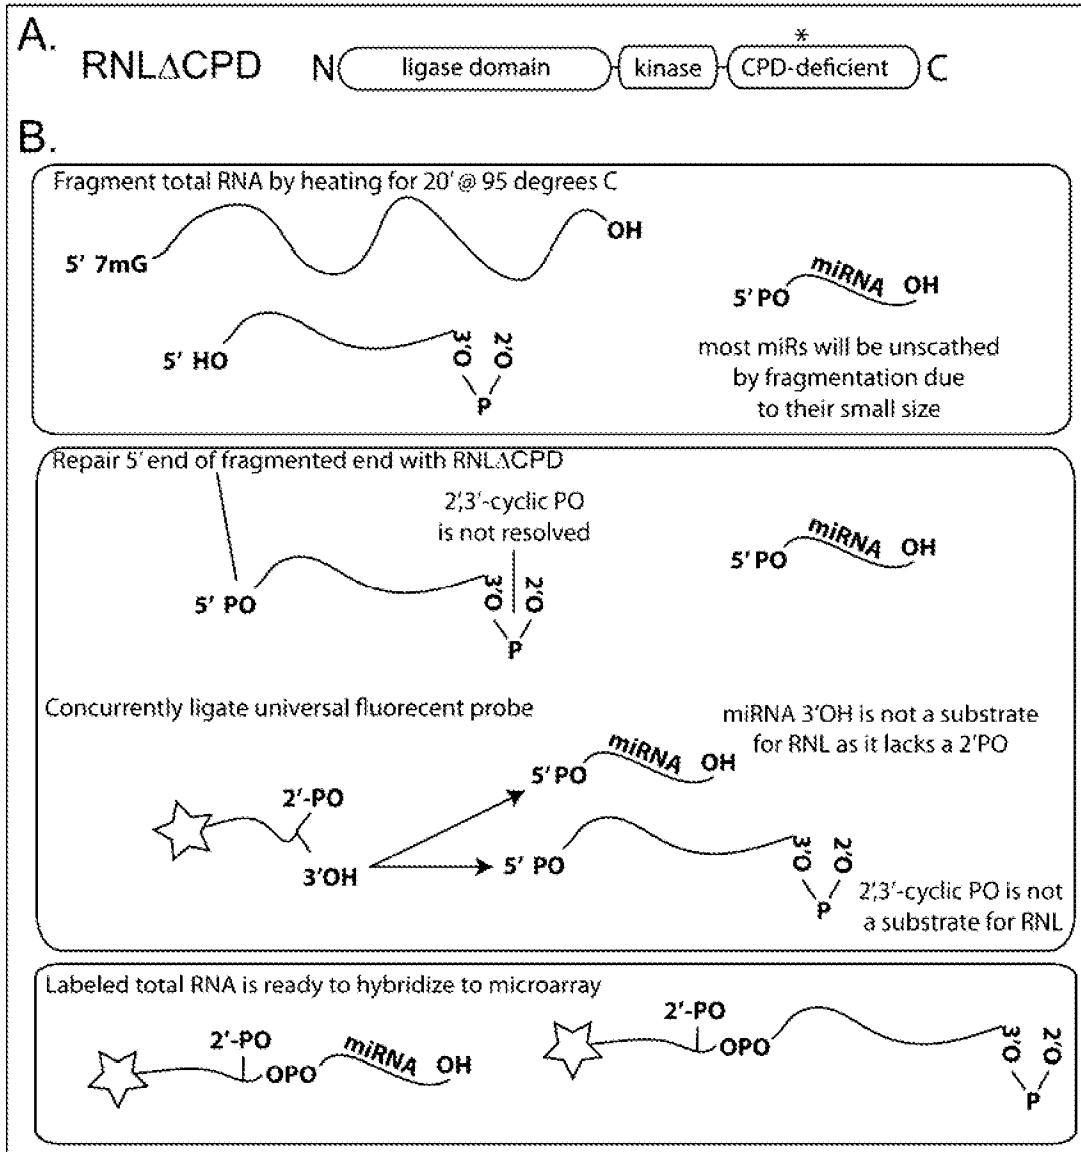 A.
RNLΔCPD
N
ligase domain
kinase
*
CPD-deficient
C
B.
Fragment total RNA by heating for 20' @ 95 degrees C
5' 7mG
OH
5' PO
miRNA
OH
5' HO
3'O
2'O
P
most miRs will be unscathed
by fragmentation due
to their small size
Repair 5' end of fragmented end with RNLΔCPD
2',3'-cyclic PO
is not resolved
5' PO
3'O
2'O
P
5' PO
miRNA
OH
Concurrently ligate universal fluorecent probe
miRNA 3'OH is not a substrate
for RNL as it lacks a 2'PO
5' PO
miRNA
OH
2'-PO
3'OH
5' PO
3'O
2'O
P
2',3'-cyclic PO is not
a substrate for RNL
Labeled total RNA is ready to hybridize to microarray
2'-PO
OPO
miRNA
OH
2'-PO
OPO
3'O
2'O
P